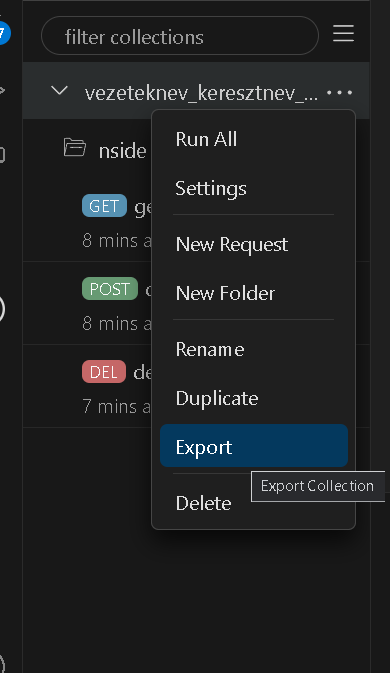 7
filter collections
vezeteknev_keresztnev_... ...
Run All
nside
Settings
GET ge
8 mins a
New Request
POST
New Folder
8 mins a
Rename
DEL de
Duplicate
7 mins a
Export
Export Collection
Delete